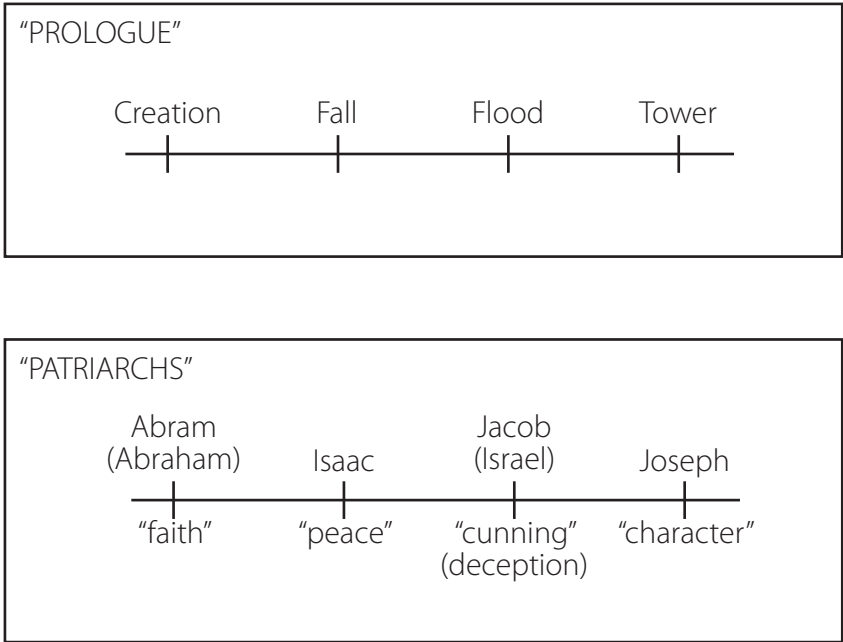 “PROLOGUE”
Creation Fall Flood Tower
“PATRIARCHS”
Abram
(Abraham)
Isaac
Jacob
(Israel)
Joseph
“faith” “peace” “cunning” “character”
(deception)